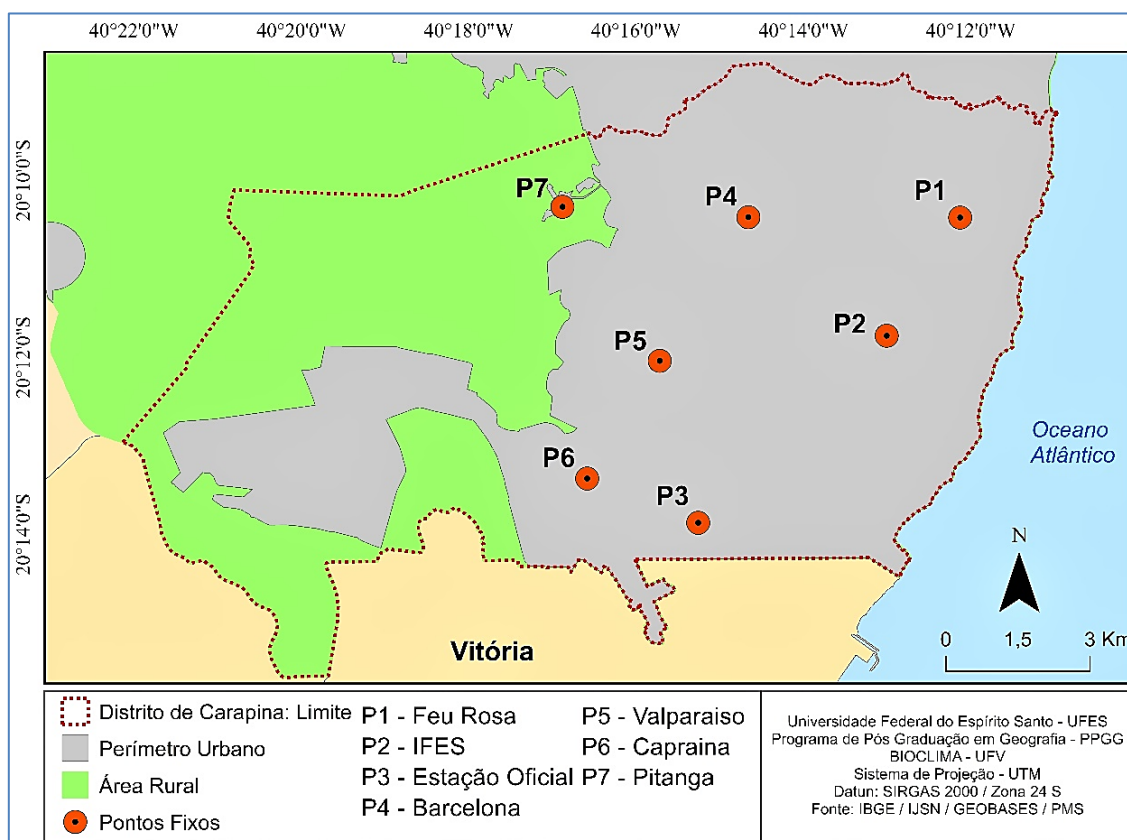 40°22'0"W 40°20'0"W 40°18'0"W 40°16'0"W 40°14'0"W 40°12'0"W
20°10'0"S
20°12'0"S
20°14'0"S
P7
P4
P1
P2
P5
P6
P3
Oceano
Atlântico
N
0 1,5 3 Km
Vitória
Distrito de Carapina: Limite
Perímetro Urbano
Área Rural
Pontos Fixos
P1 - Feu Rosa
P2 - IFES
P3 - Estação Oficial
P4 - Barcelona
P5 - Valparaiso
P6 - Capraina
P7 - Pitanga
Universidade Federal do Espírito Santo - UFES
Programa de Pós Graduação em Geografia - PPGG
BIOCLIMA - UFV
Sistema de Projeção - UTM
Datun: SIRGAS 2000 / Zona 24 S
Fonte: IBGE / IJSN / GEOBASES / PMS